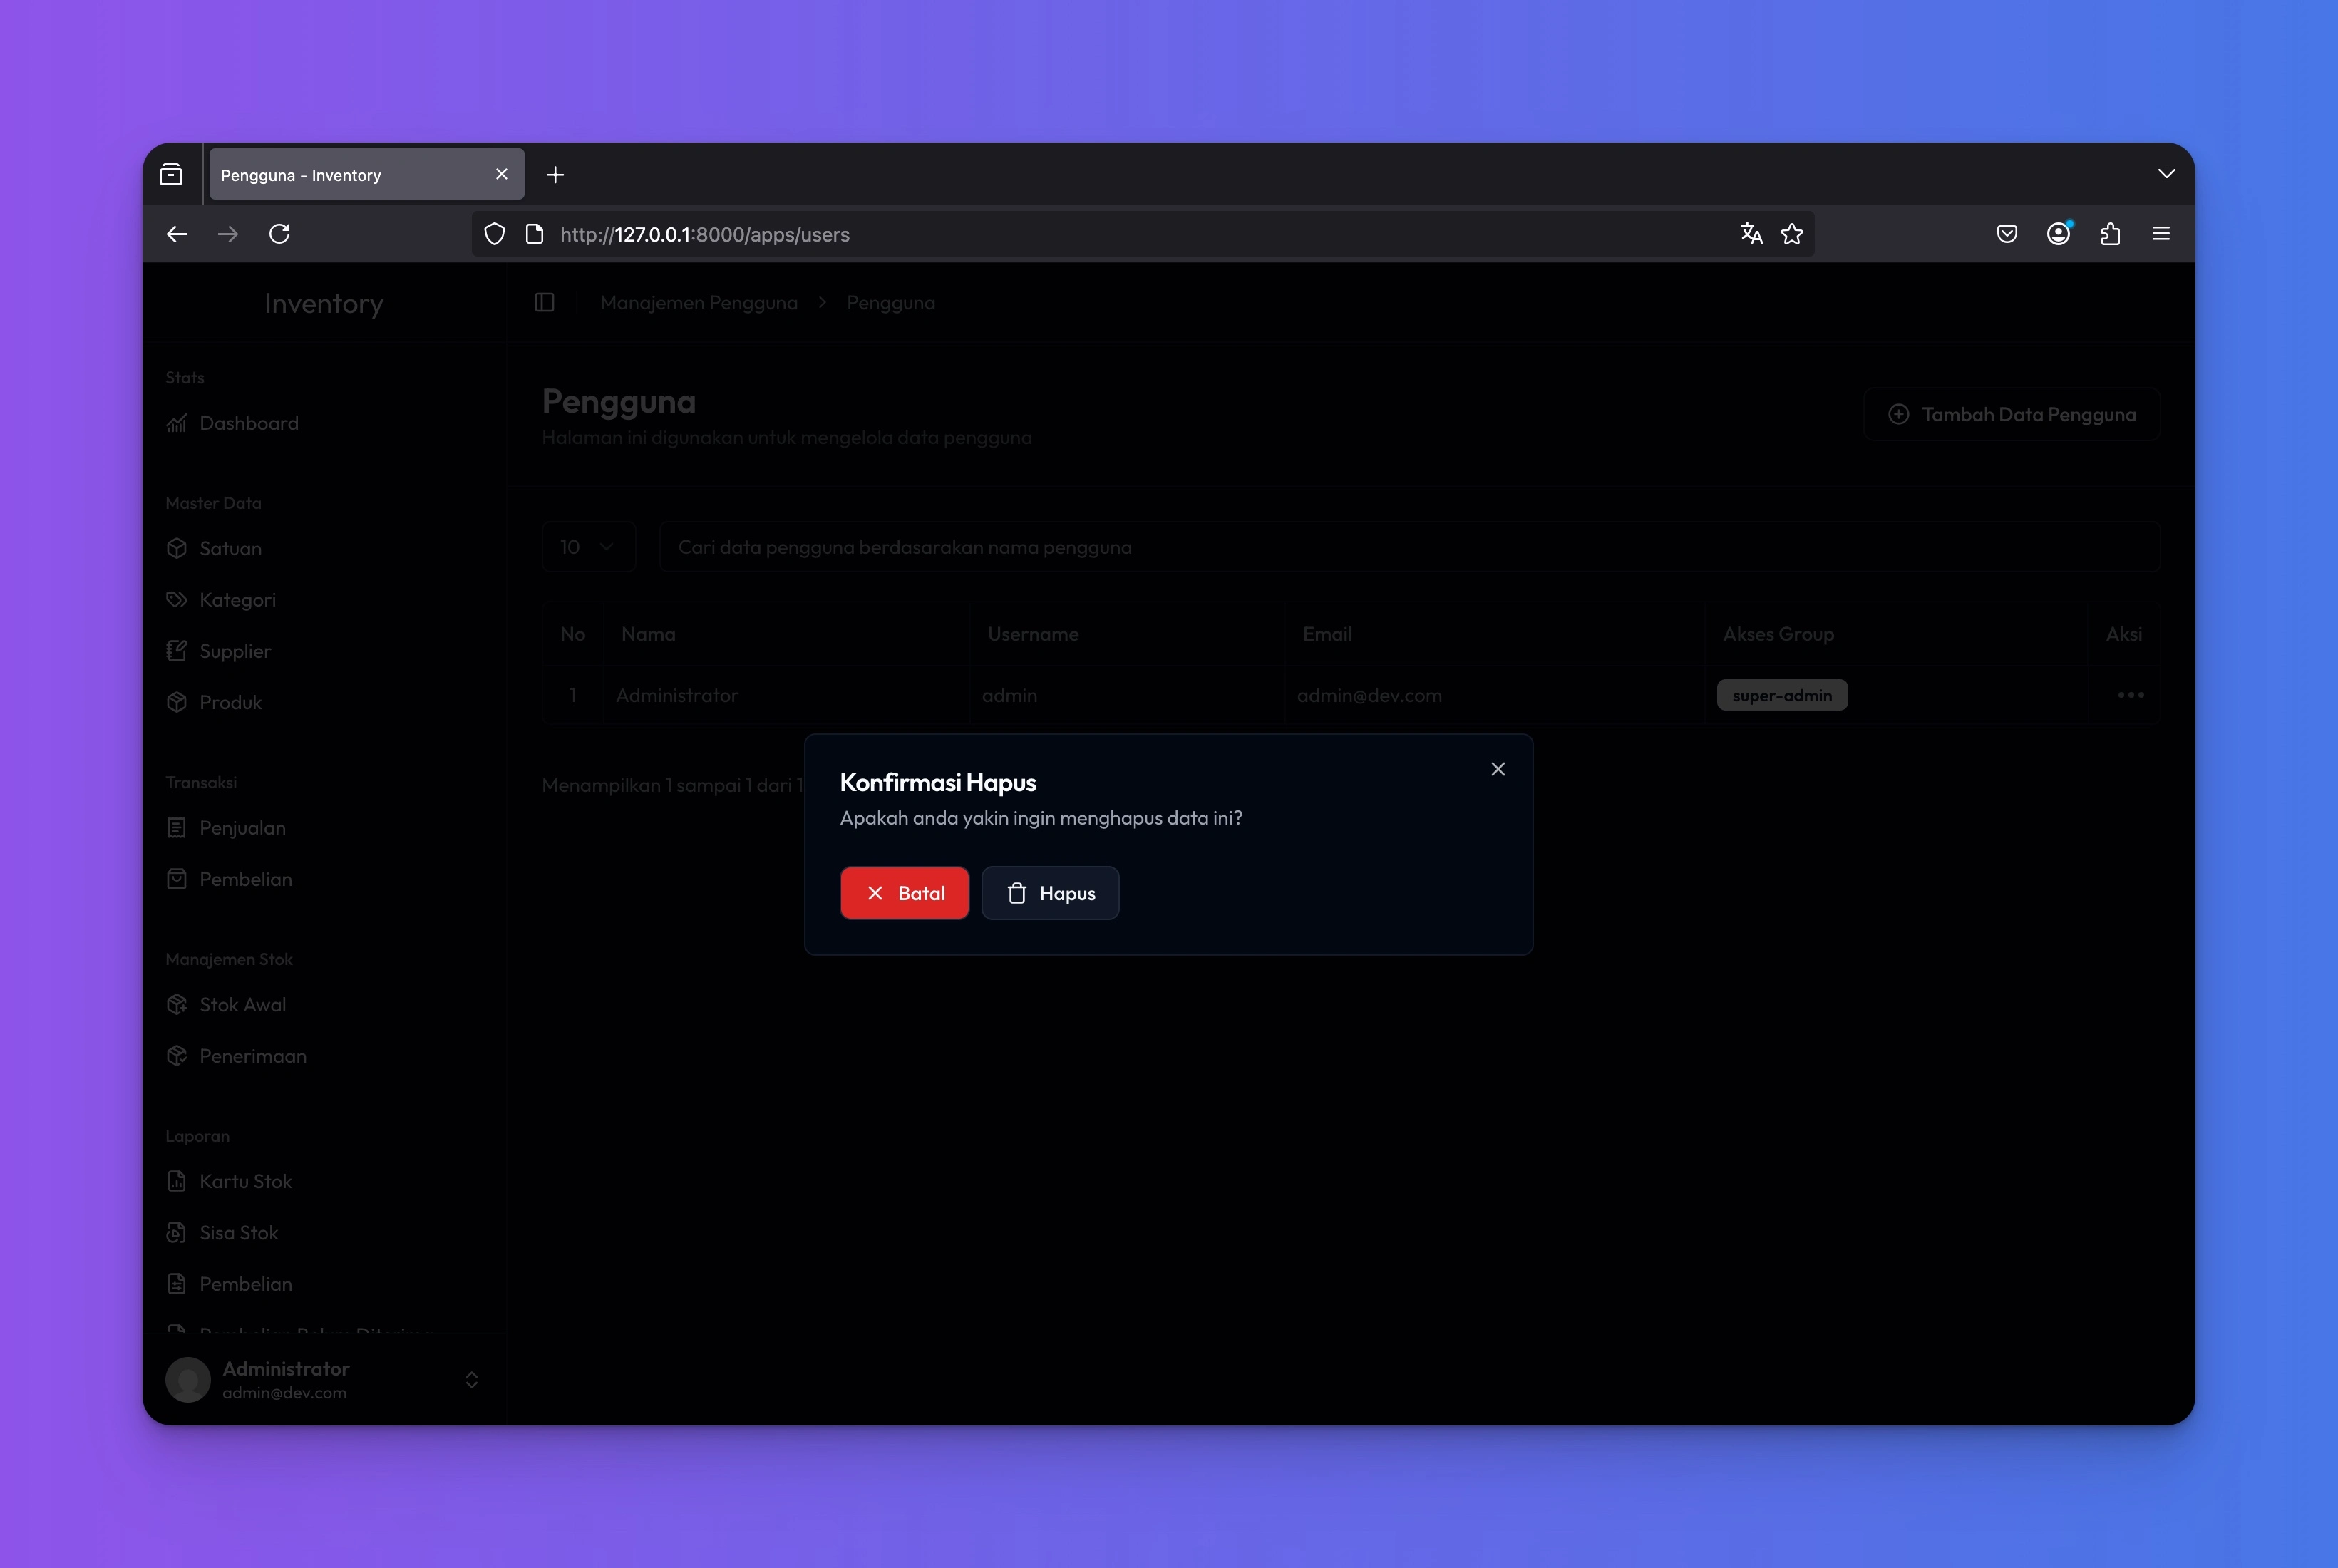 Pengguna - Inventory
http://127.0.0.1:8000/apps/users
Inventory
Manajemen Pengguna > Pengguna
Stats
Dashboard
Master Data
Satuan
Kategori
Supplier
Produk
Transaksi
Penjualan
Pembelian
Manajemen Stok
Stok Awal
Penerimaan
Laporan
Kartu Stok
Sisa Stok
Pembelian
Administrator
admin@dev.com
Pengguna
Halaman ini digunakan untuk mengelola data pengguna
Tambah Data Pengguna
10
Cari data pengguna berdasarakan nama pengguna
No Nama Username Email Akses Group Aksi
1 Administrator admin admin@dev.com super-admin
Menampilkan 1 sampai 1 dari 1
Konfirmasi Hapus
Apakah anda yakin ingin menghapus data ini?
Batal
Hapus